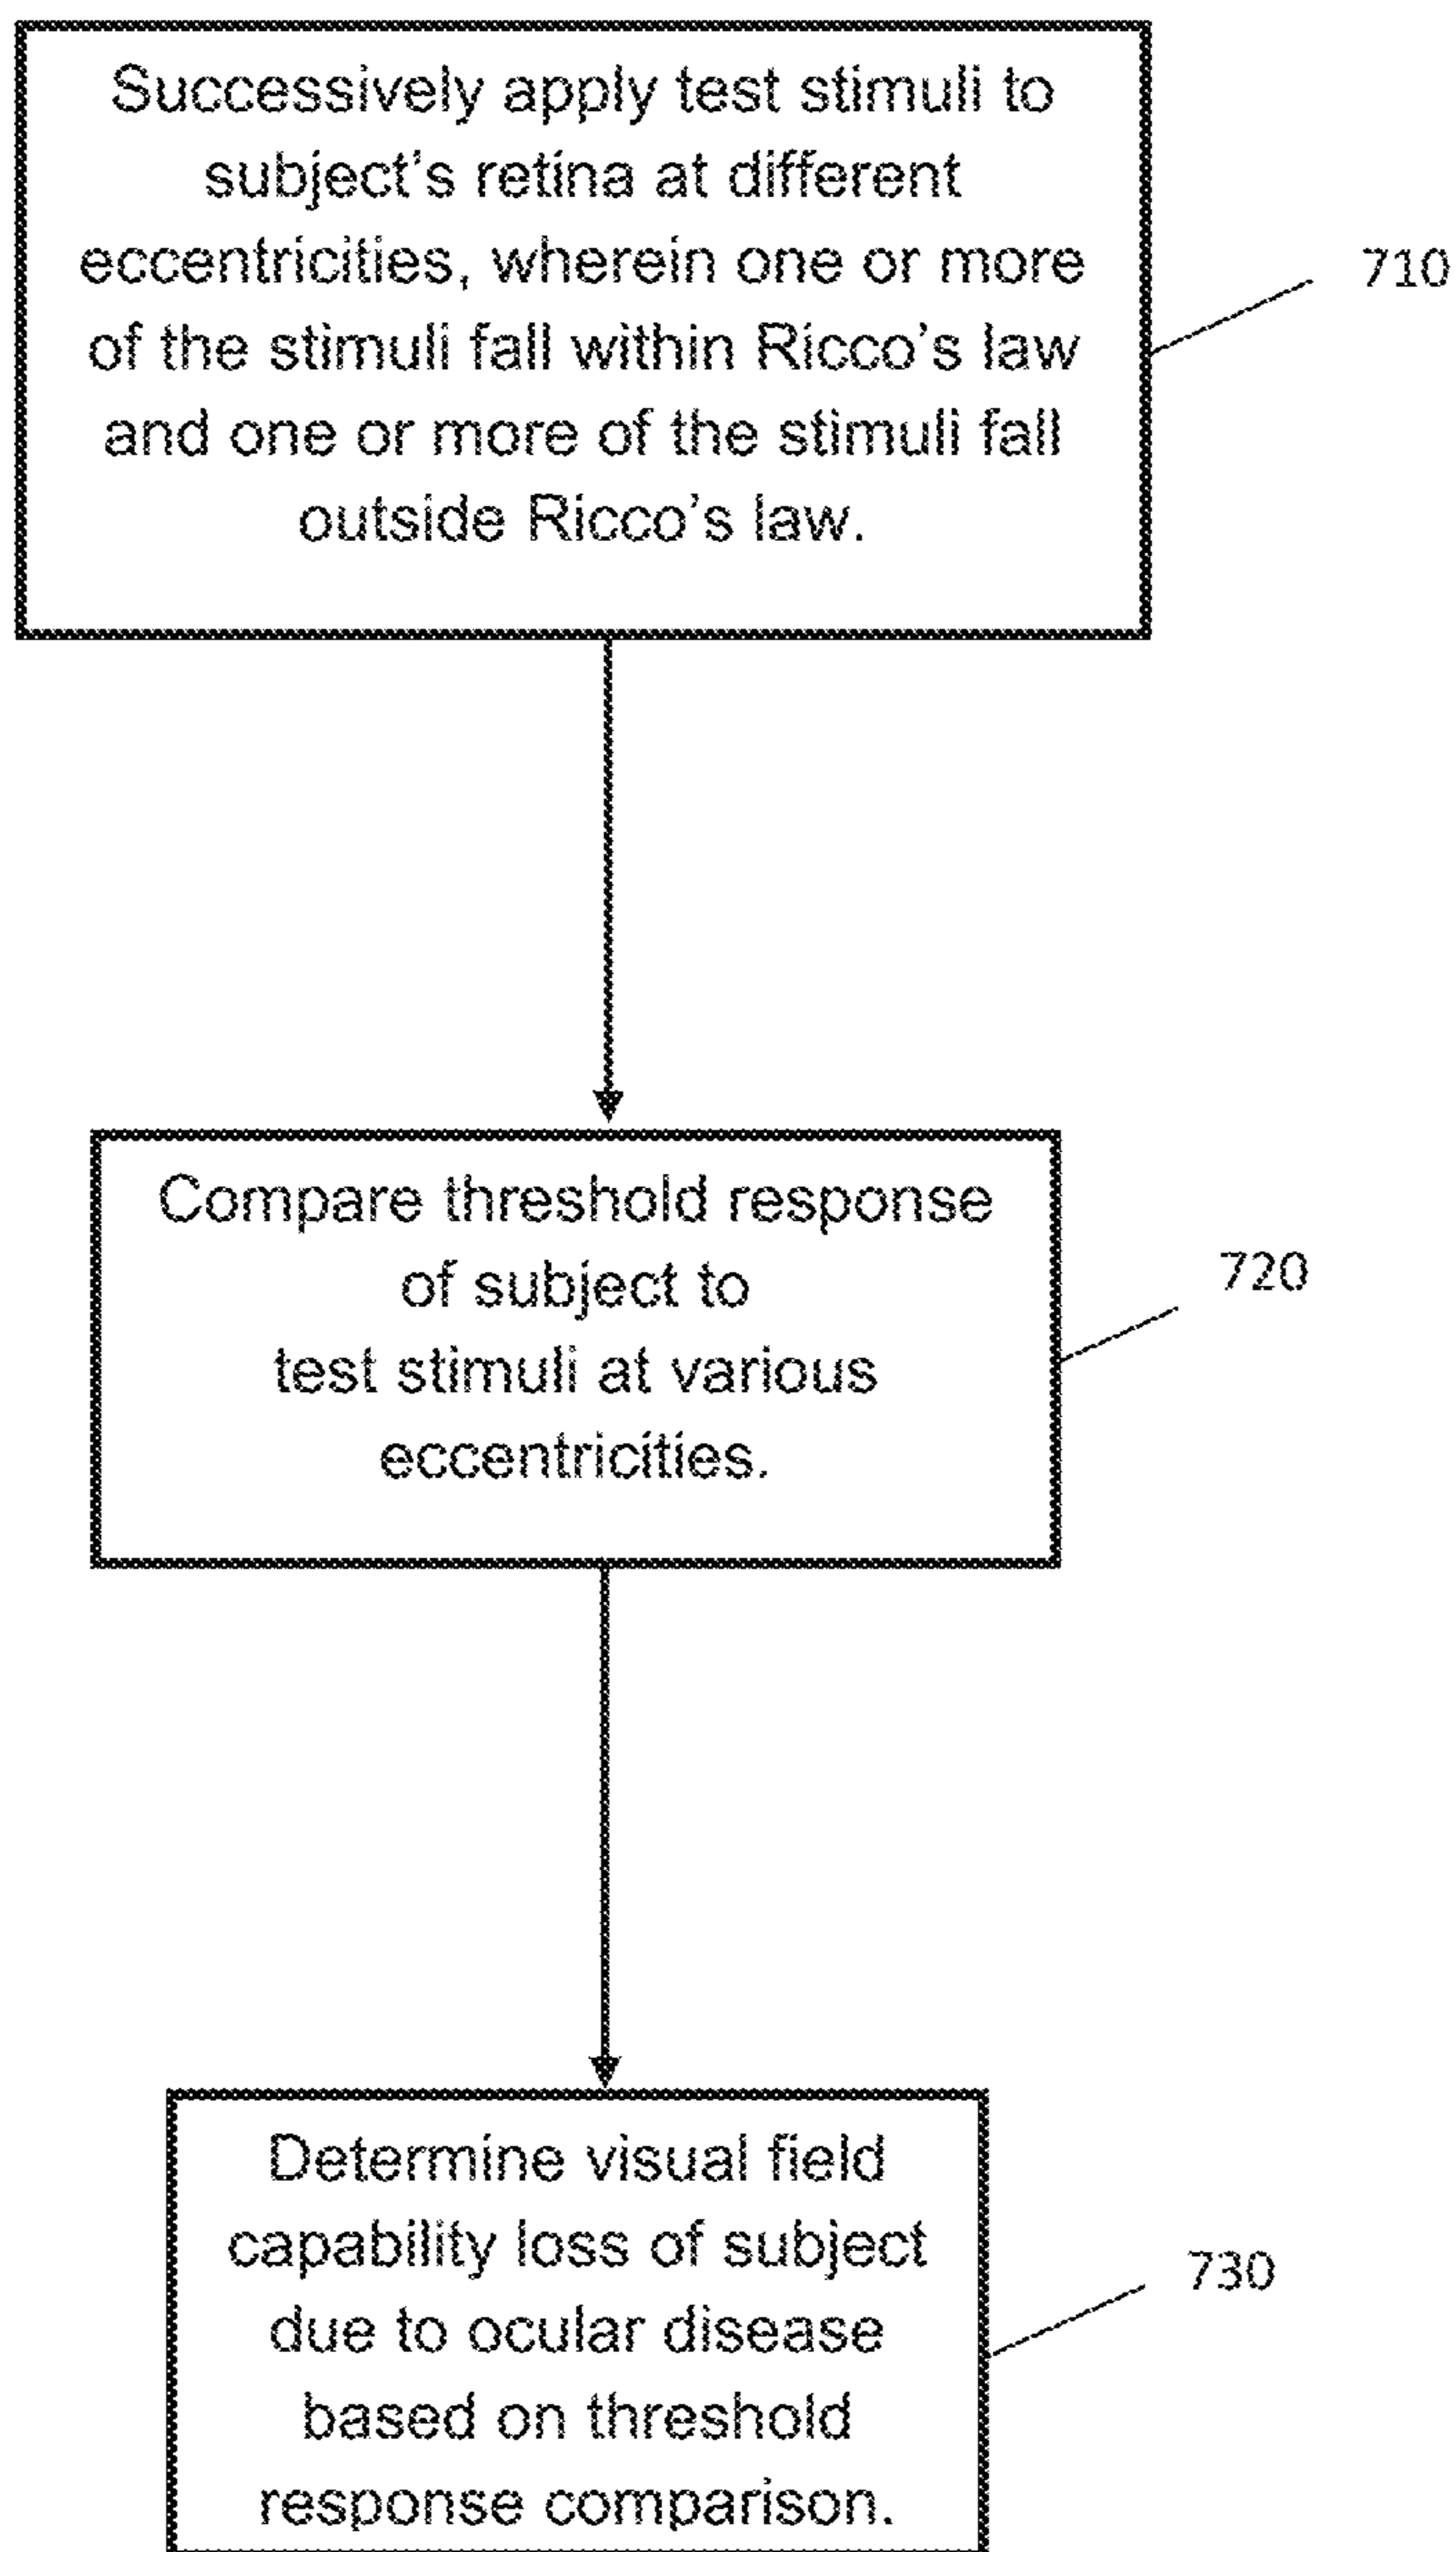 Successively apply test stimuli to
subject's retina at different
eccentricities, wherein one or more
of the stimuli fall within Ricco's law
and one or more of the stimuli fall
outside Ricco's law.
710
Compare threshold response
of subject to
test stimuli at various
eccentricities.
720
Determine visual field
capability loss of subject
due to ocular disease
based on threshold
response comparison.
730